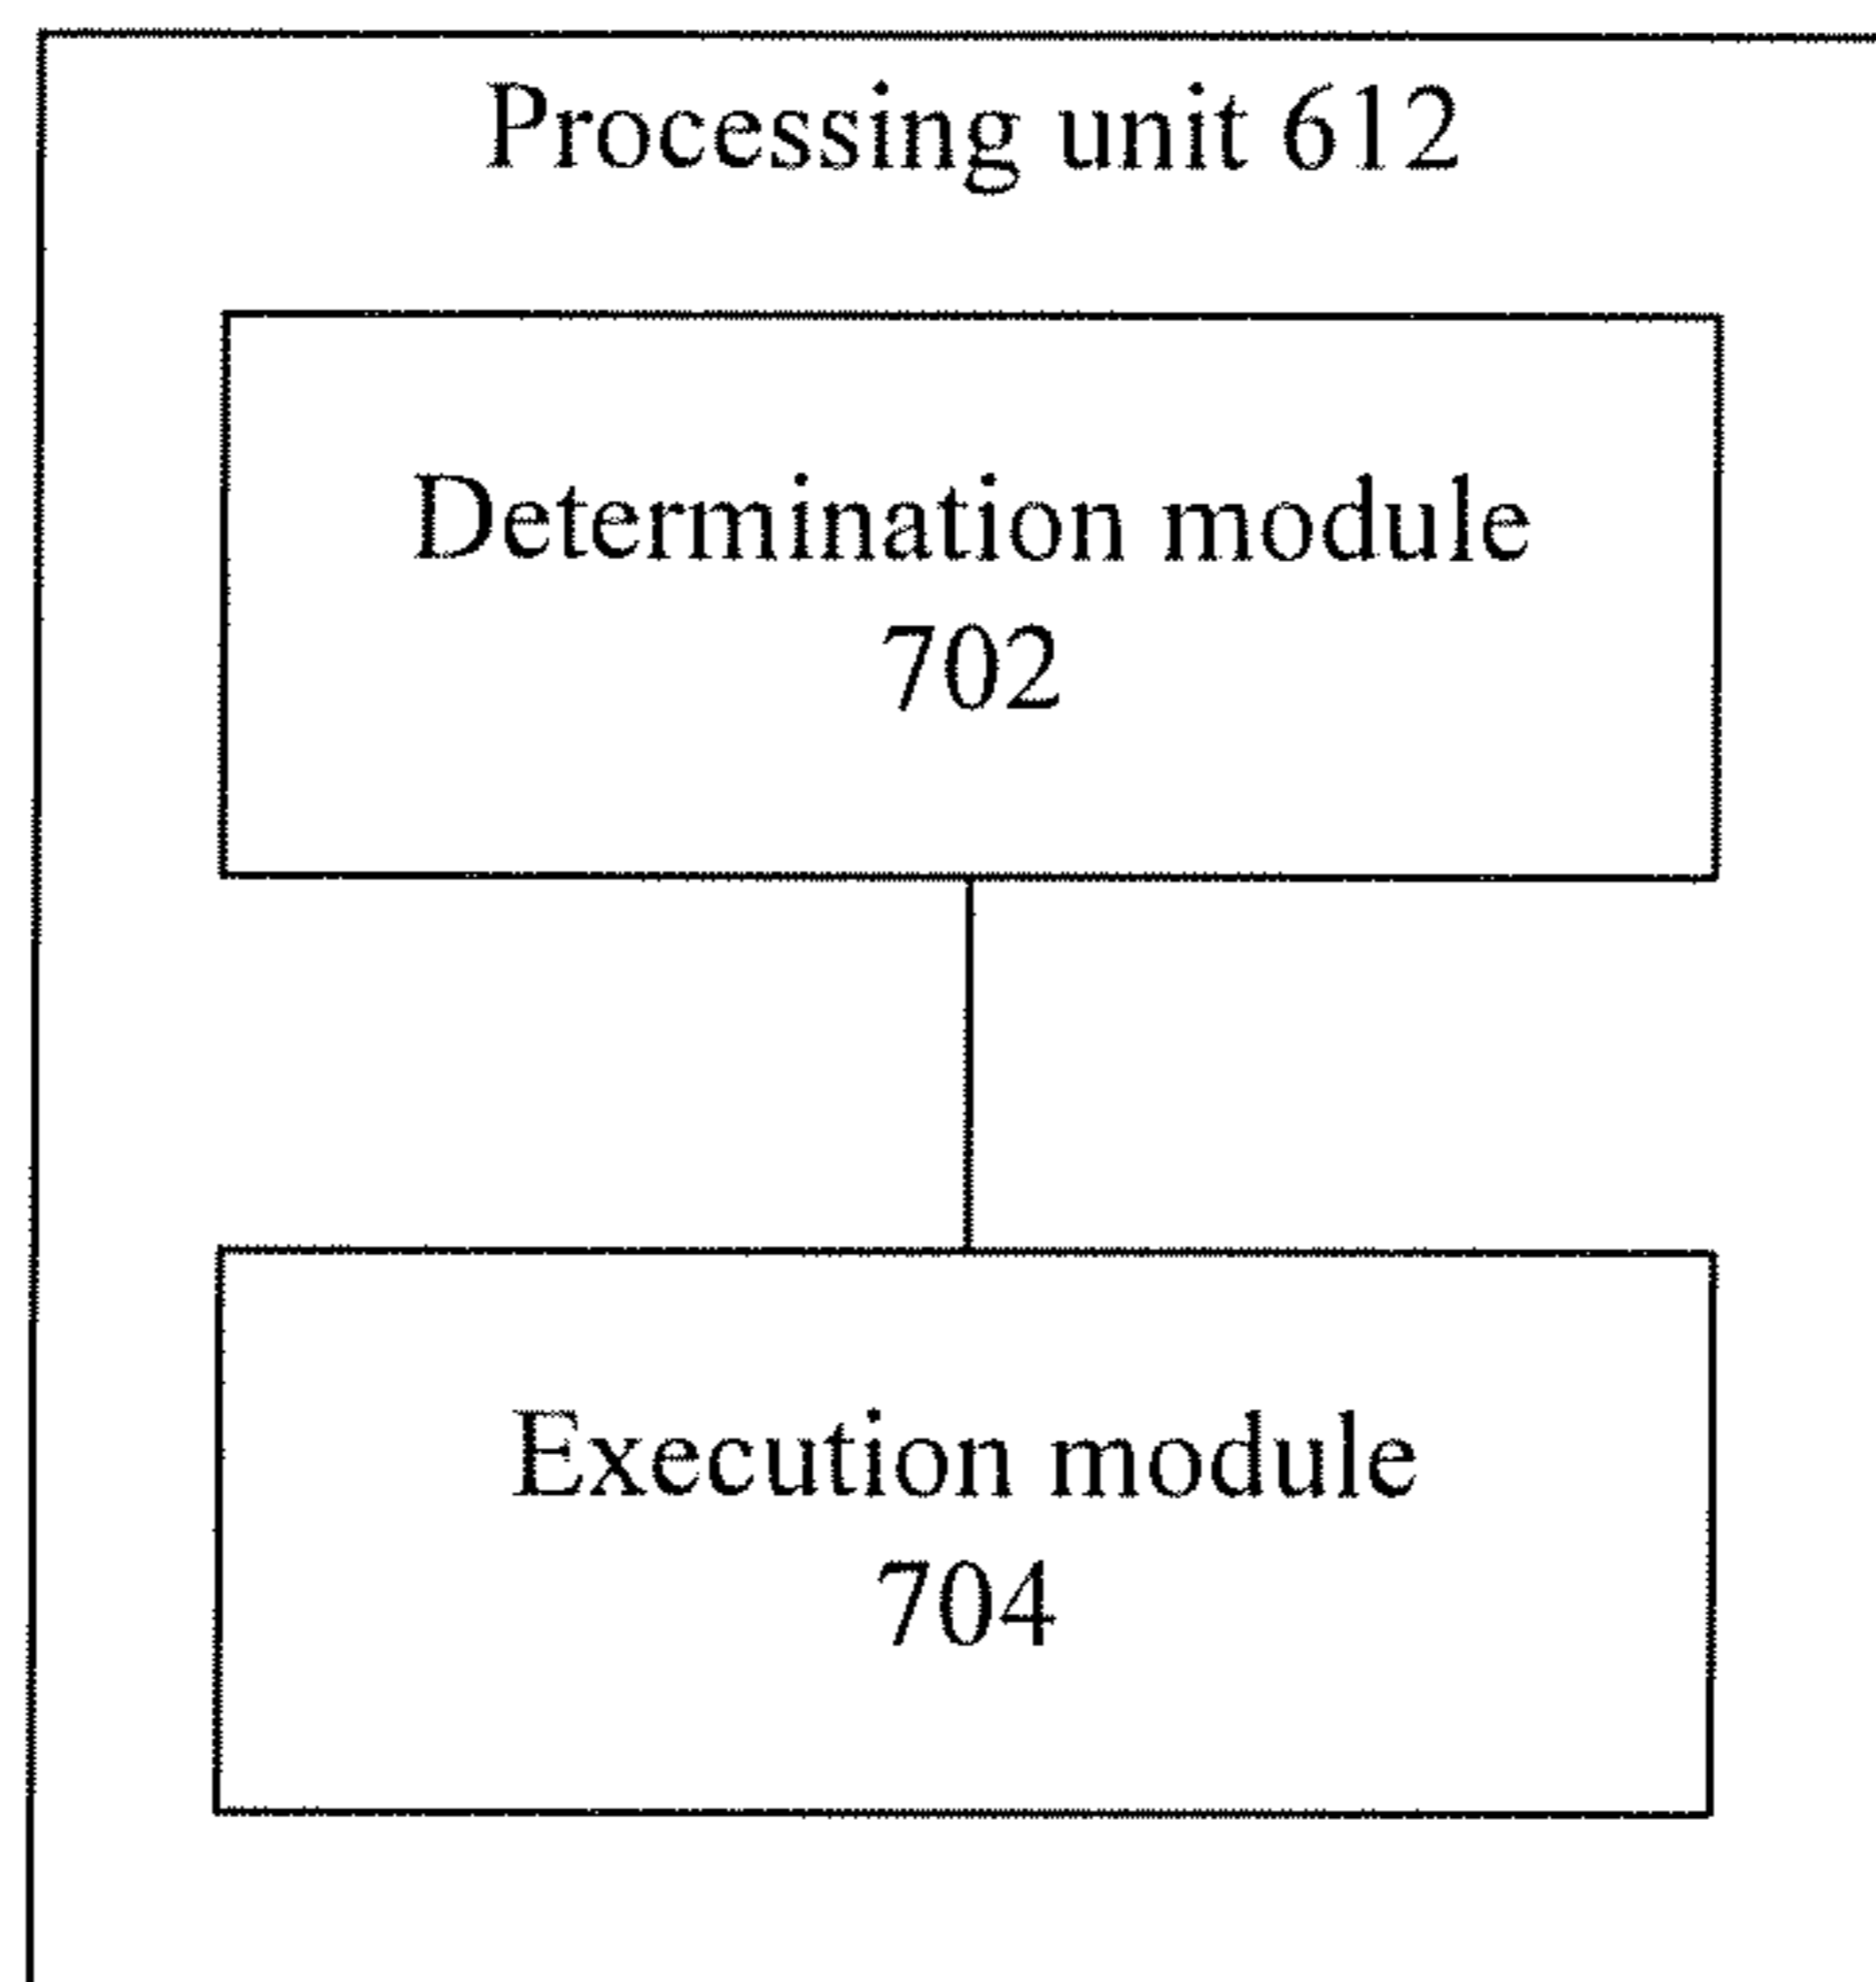 Processing unit 612
Determination module
702
Execution module
704